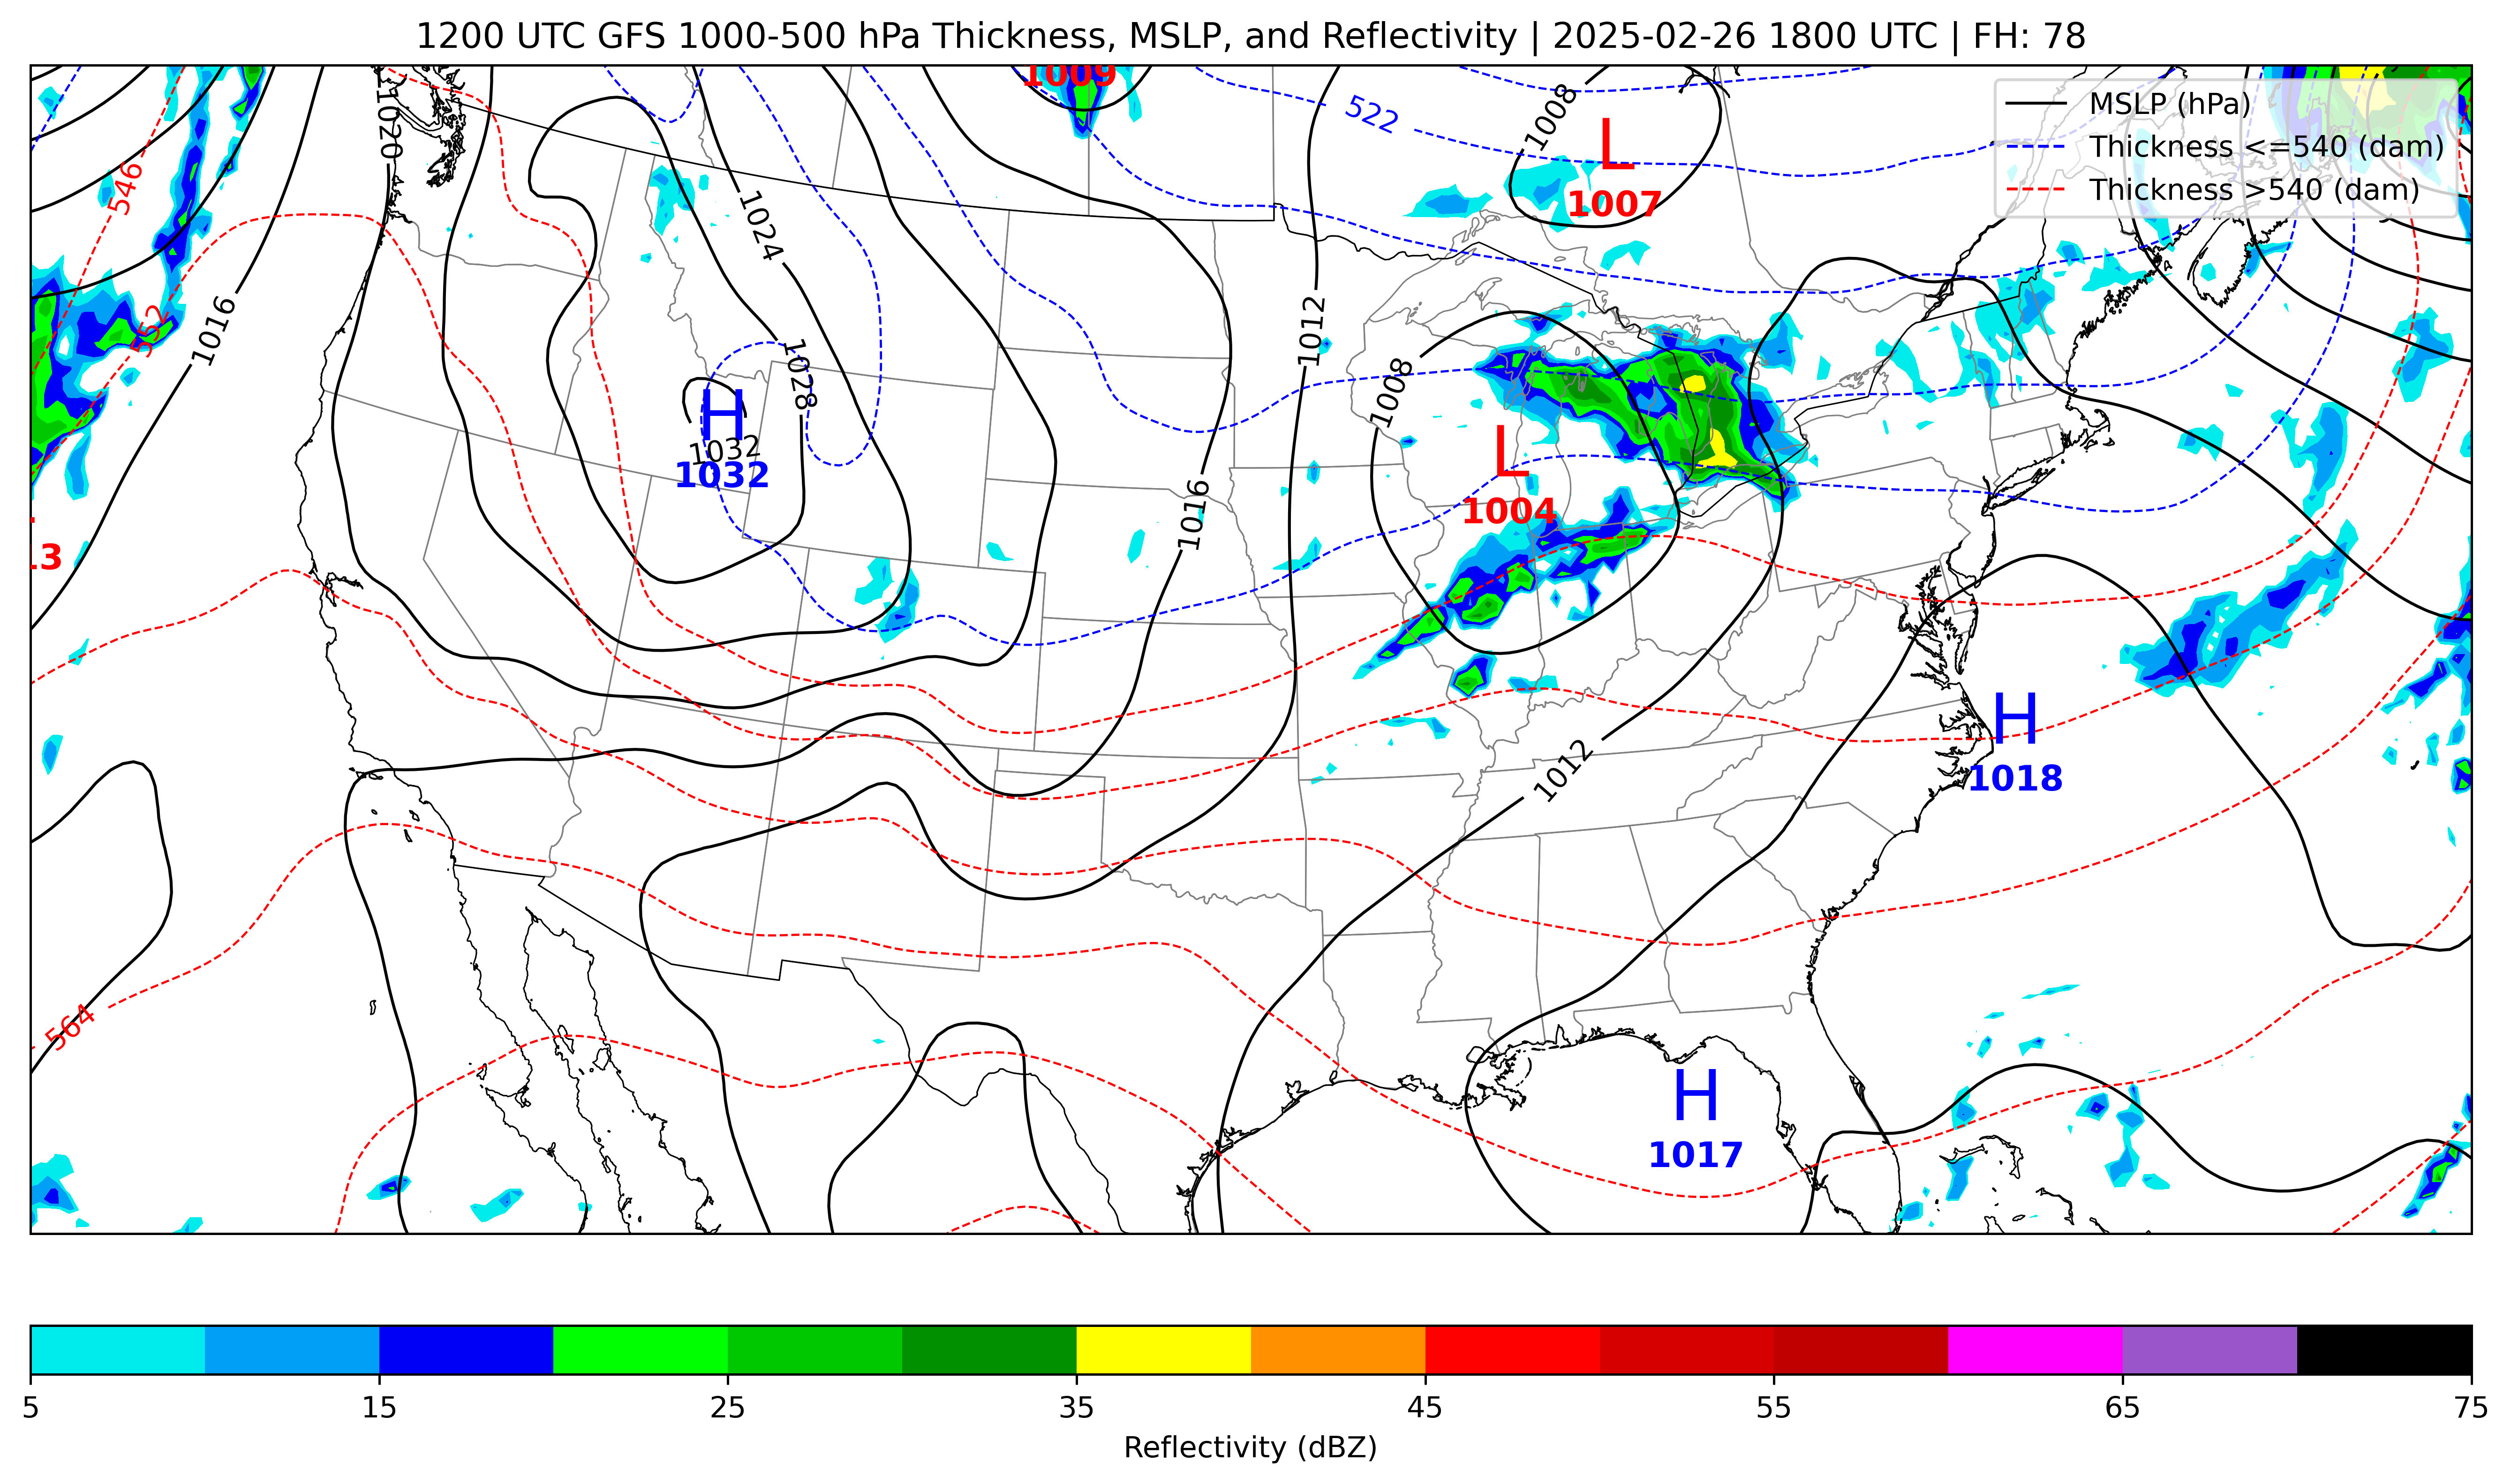 1200 UTC GFS 1000-500 hPa Thickness, MSLP, and Reflectivity | 2025-02-26 1800 UTC | FH: 78
MSLP (hPa)
Thickness <=540 (dam)
Thickness >540 (dam)
1009
1020
522
1008
L
1007
546
1024
552
1016
1012
1028
1008
H
1032
1032
L
1004
1016
13
H
1018
1012
564
H
1017
5 15 25 35 45 55 65 75
Reflectivity (dBZ)